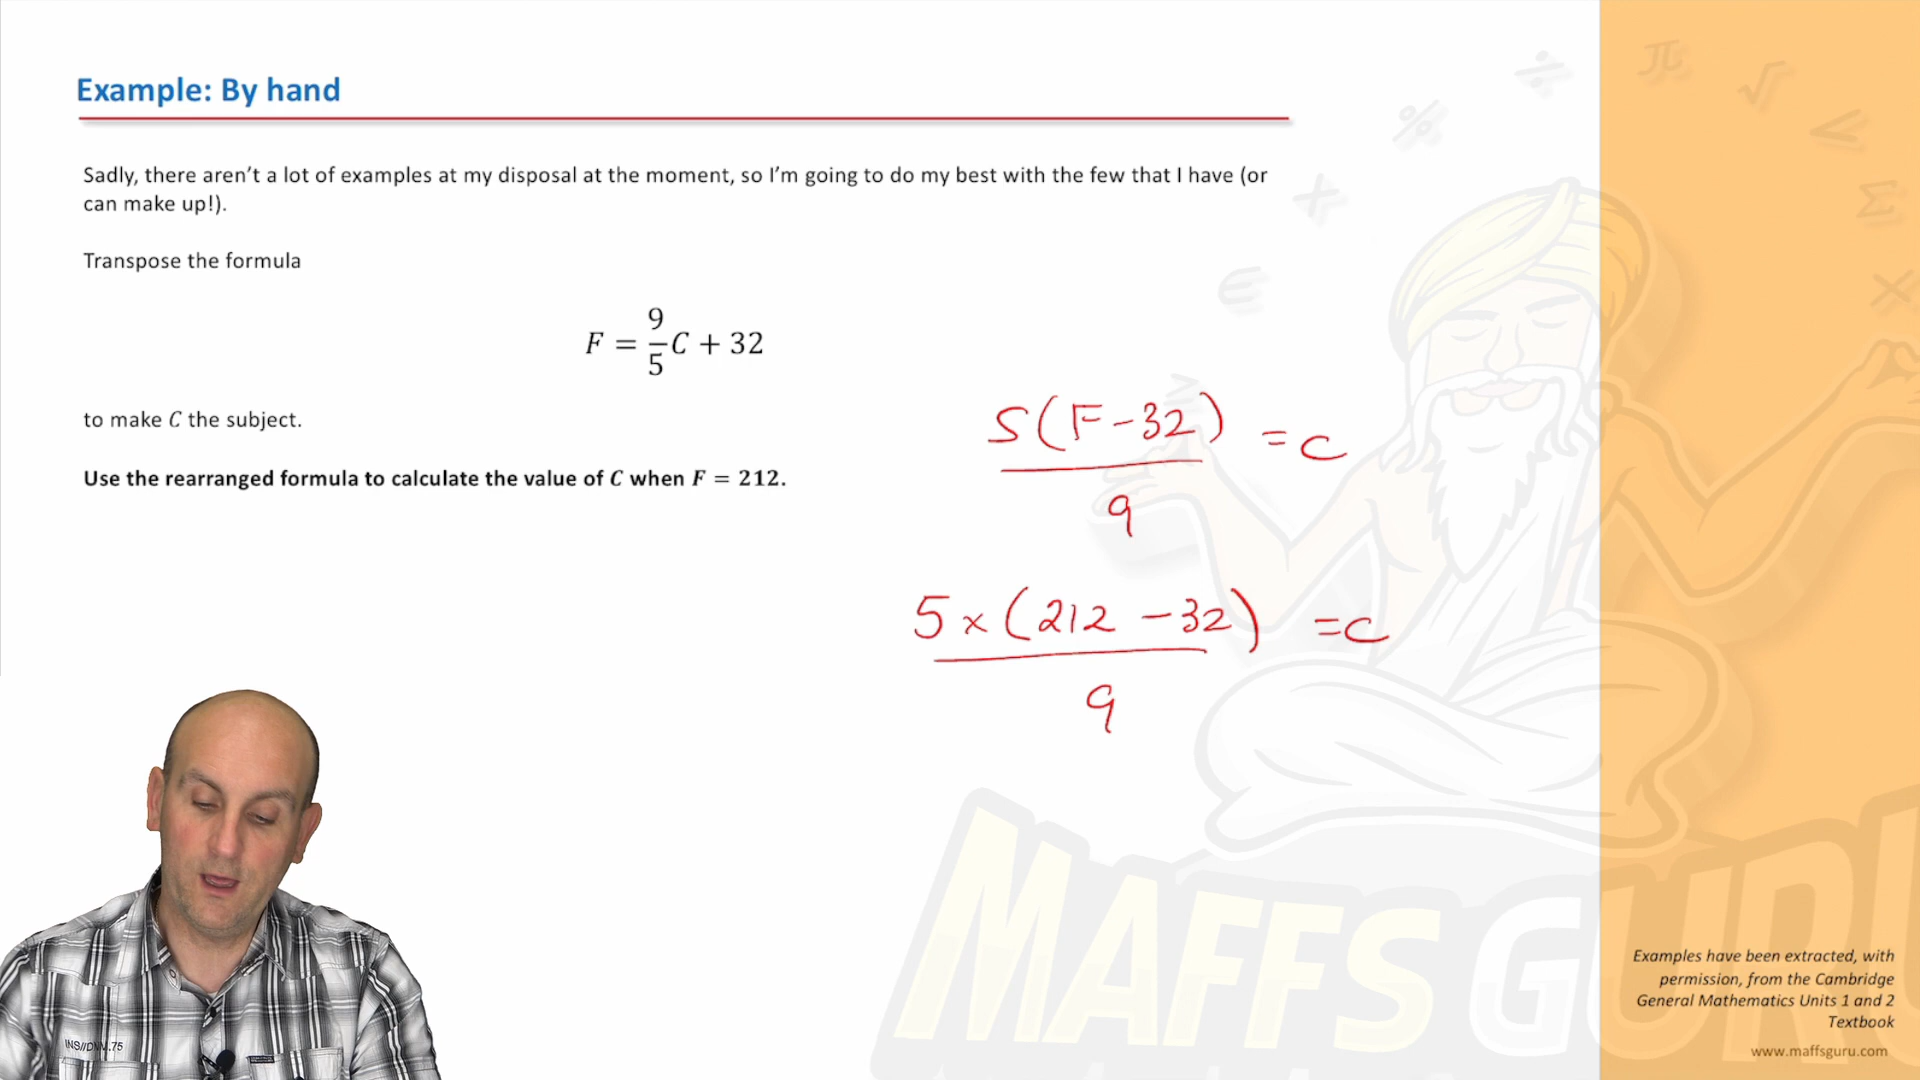 Example: By hand
Sadly, there aren't a lot of examples at my disposal at the moment, so I'm going to do my best with the few that I have (or
can make up!).
Transpose the formula
F = 9/5 C + 32
to make C the subject.
Use the rearranged formula to calculate the value of C when F = 212.
5(F-32) = C
9
5 × (212 - 32) = C
9
MAFFS GURU
INS//DNM.75
Examples have been extracted, with
permission, from the Cambridge
General Mathematics Units 1 and 2
Textbook
www.maffsguru.com